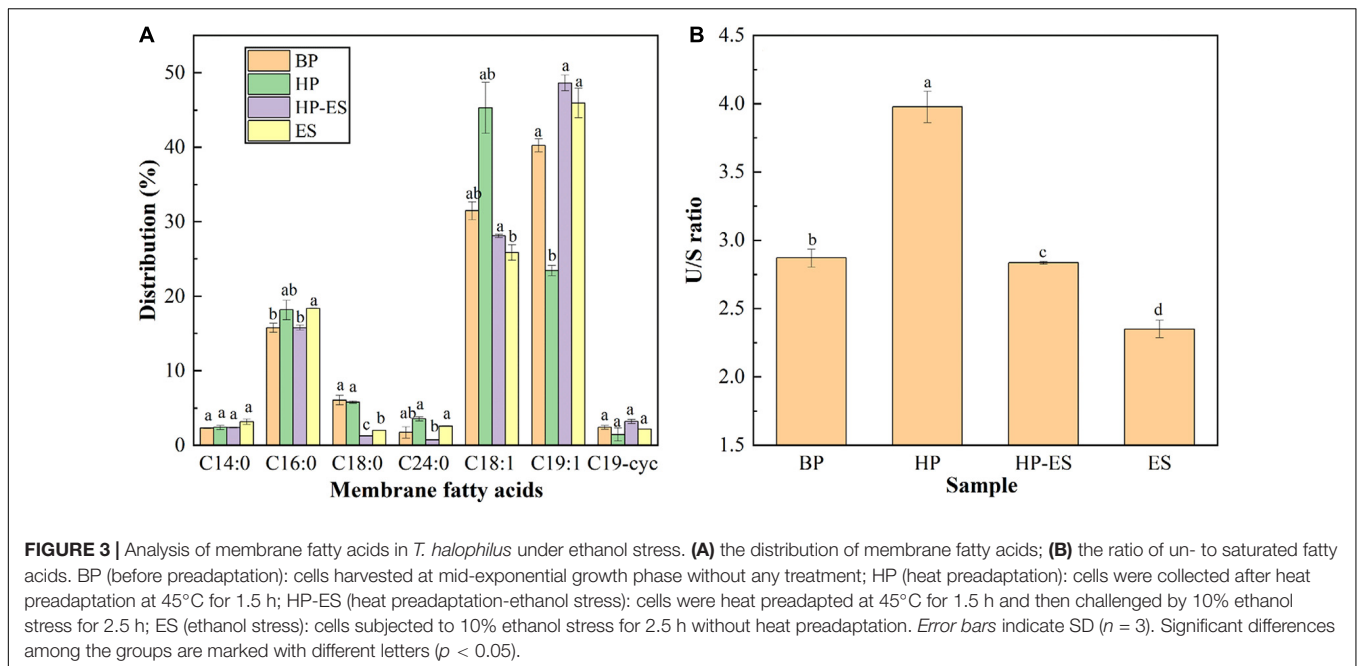 A
BP
HP
HP-ES
ES
Distribution (%)
50
40
30
20
10
0
a a a a
b ab b a
a a c b
ab a b a
ab ab a b
a b a a
a a a a
C14:0 C16:0 C18:0 C24:0 C18:1 C19:1 C19-cyc
Membrane fatty acids
B
U/S ratio
4.5
4.0
3.5
3.0
2.5
2.0
1.5
b a c d
BP HP HP-ES ES
Sample
FIGURE 3 | Analysis of membrane fatty acids in T. halophilus under ethanol stress. (A) the distribution of membrane fatty acids; (B) the ratio of un- to saturated fatty
acids. BP (before preadaptation): cells harvested at mid-exponential growth phase without any treatment; HP (heat preadaptation): cells were collected after heat
preadaptation at 45°C for 1.5 h; HP-ES (heat preadaptation-ethanol stress): cells were heat preadapted at 45°C for 1.5 h and then challenged by 10% ethanol
stress for 2.5 h; ES (ethanol stress): cells subjected to 10% ethanol stress for 2.5 h without heat preadaptation. Error bars indicate SD (n = 3). Significant differences
among the groups are marked with different letters (p < 0.05).